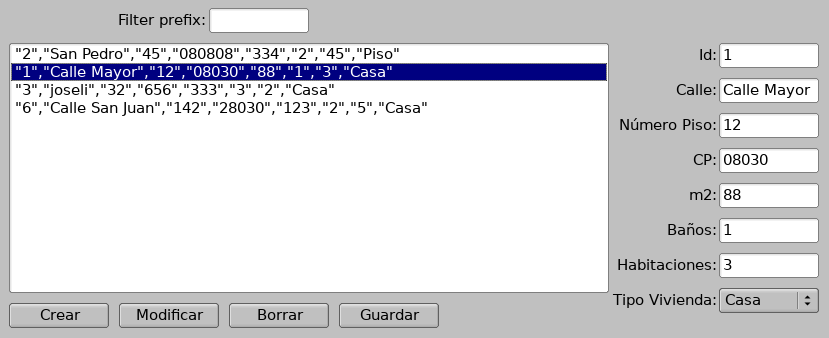 Filter prefix:
"2","San Pedro","45","080808","334","2","45","Piso"
"1","Calle Mayor","12","08030","88","1","3","Casa"
"3","joseli","32","656","333","3","2","Casa"
"6","Calle San Juan","142","28030","123","2","5","Casa"
Id: 1
Calle: Calle Mayor
Número Piso: 12
CP: 08030
m2: 88
Baños: 1
Habitaciones: 3
Tipo Vivienda: Casa
Crear Modificar Borrar Guardar